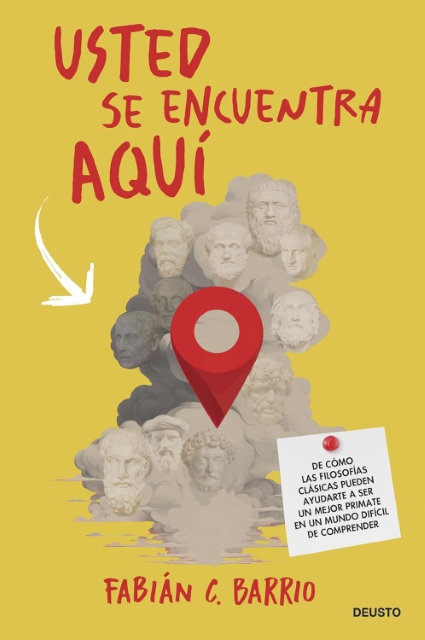 USTED
SE ENCUENTRA
AQUÍ
DE CÓMO
LAS FILOSOFÍAS
CLÁSICAS PUEDEN
AYUDARTE A SER
UN MEJOR PRIMATE
EN UN MUNDO DIFÍCIL
DE COMPRENDER
FABIÁN C. BARRIO
DEUSTO